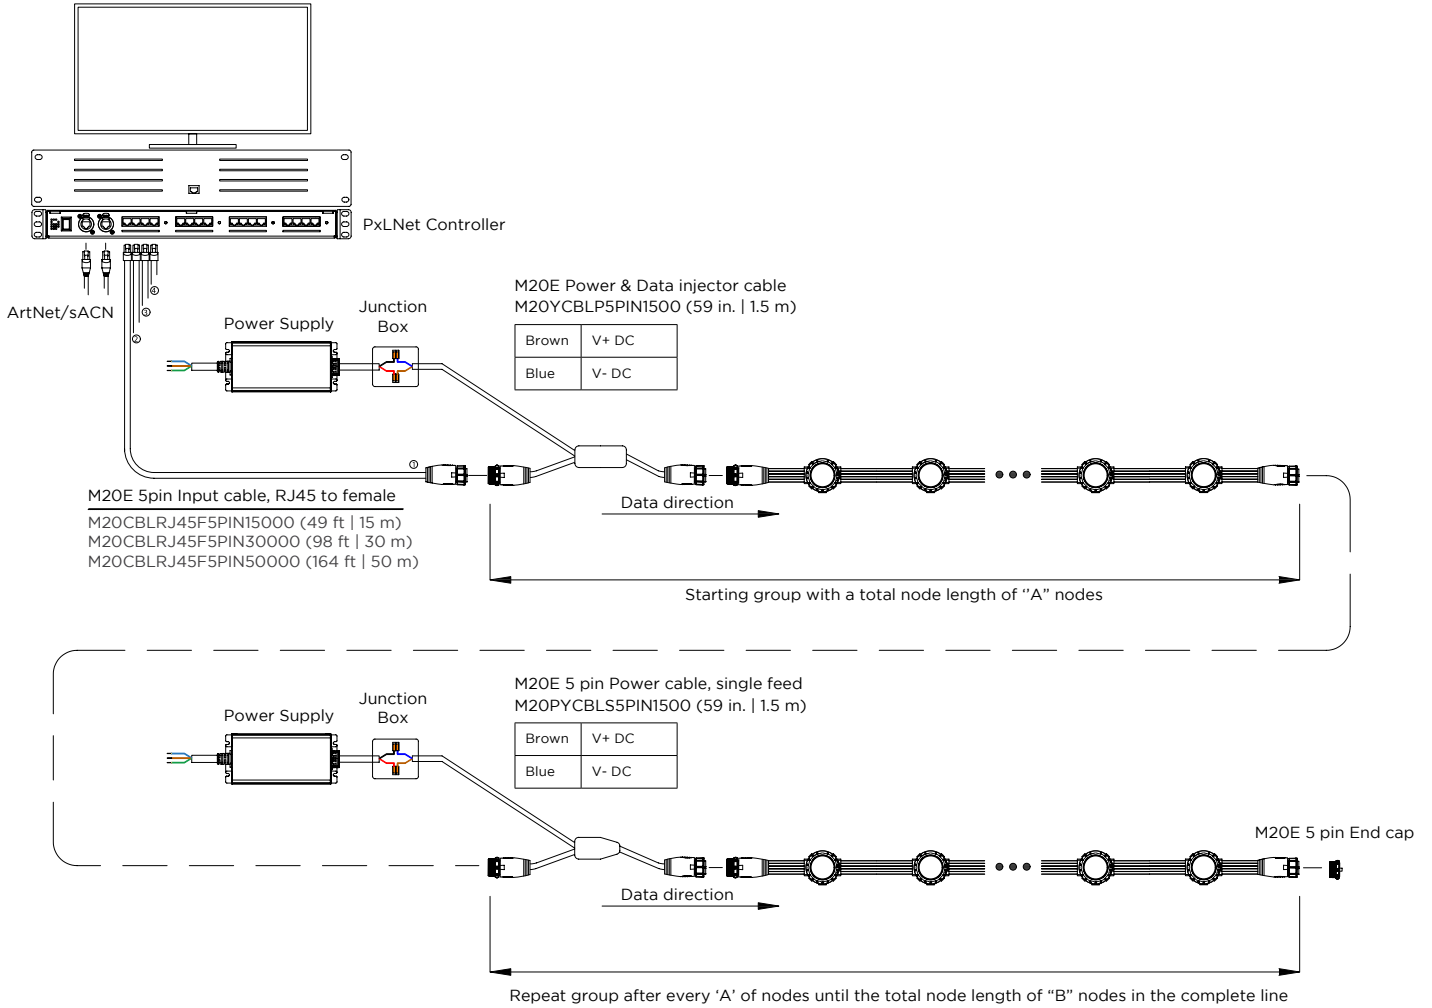 PxLNet Controller
ArtNet/sACN
4
3
2
1
Power Supply
Junction
Box
M20E Power & Data injector cable
M20YCBLP5PIN1500 (59 in. | 1.5 m)
Brown V+ DC
Blue V- DC
M20E 5pin Input cable, RJ45 to female
M20CBLRJ45F5PIN15000 (49 ft | 15 m)
M20CBLRJ45F5PIN30000 (98 ft | 30 m)
M20CBLRJ45F5PIN50000 (164 ft | 50 m)
Data direction
Starting group with a total node length of ‘’A” nodes
Power Supply
Junction
Box
M20E 5 pin Power cable, single feed
M20PYCBLS5PIN1500 (59 in. | 1.5 m)
Brown V+ DC
Blue V- DC
M20E 5 pin End cap
Data direction
Repeat group after every ‘A’ of nodes until the total node length of “B” nodes in the complete line